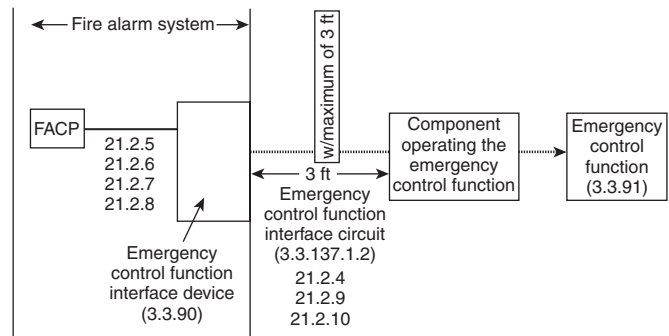 Fire alarm system
w/maximum of 3 ft
FACP
21.2.5
21.2.6
21.2.7
21.2.8
Component
operating the
emergency
control function
Emergency
control
function
(3.3.91)
3 ft
Emergency
control function
interface circuit
(3.3.137.1.2)
21.2.4
21.2.9
21.2.10
Emergency
control function
interface device
(3.3.90)